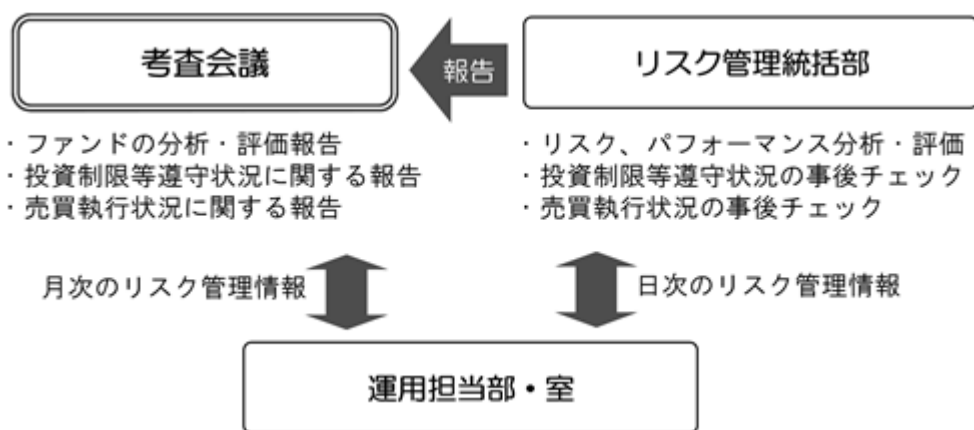 考査会議
報告
リスク管理統括部
・ファンドの分析・評価報告
・投資制限等遵守状況に関する報告
・売買執行状況に関する報告
・リスク、パフォーマンス分析・評価
・投資制限等遵守状況の事後チェック
・売買執行状況の事後チェック
月次のリスク管理情報
日次のリスク管理情報
運用担当部・室